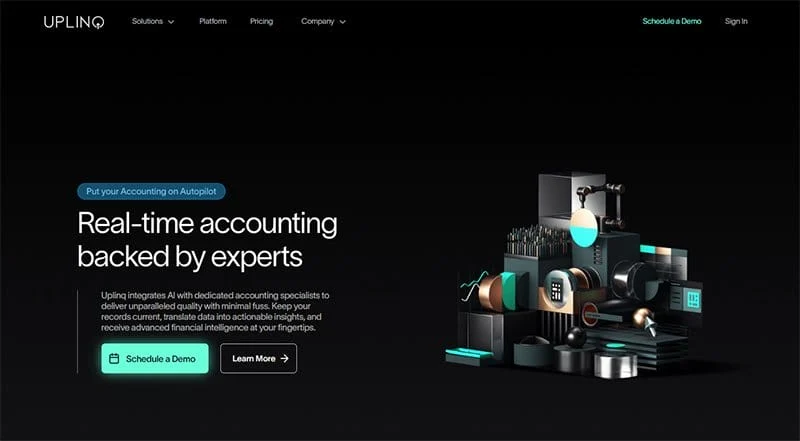 UPLINQ Solutions Platform Pricing Company Schedule a Demo Sign In
Put your Accounting on Autopilot
Real-time accounting
backed by experts
Uplinq integrates AI with dedicated accounting specialists to
deliver unparalleled quality with minimal fuss. Keep your
records current, translate data into actionable insights, and
receive advanced financial intelligence at your fingertips.
Schedule a Demo Learn More